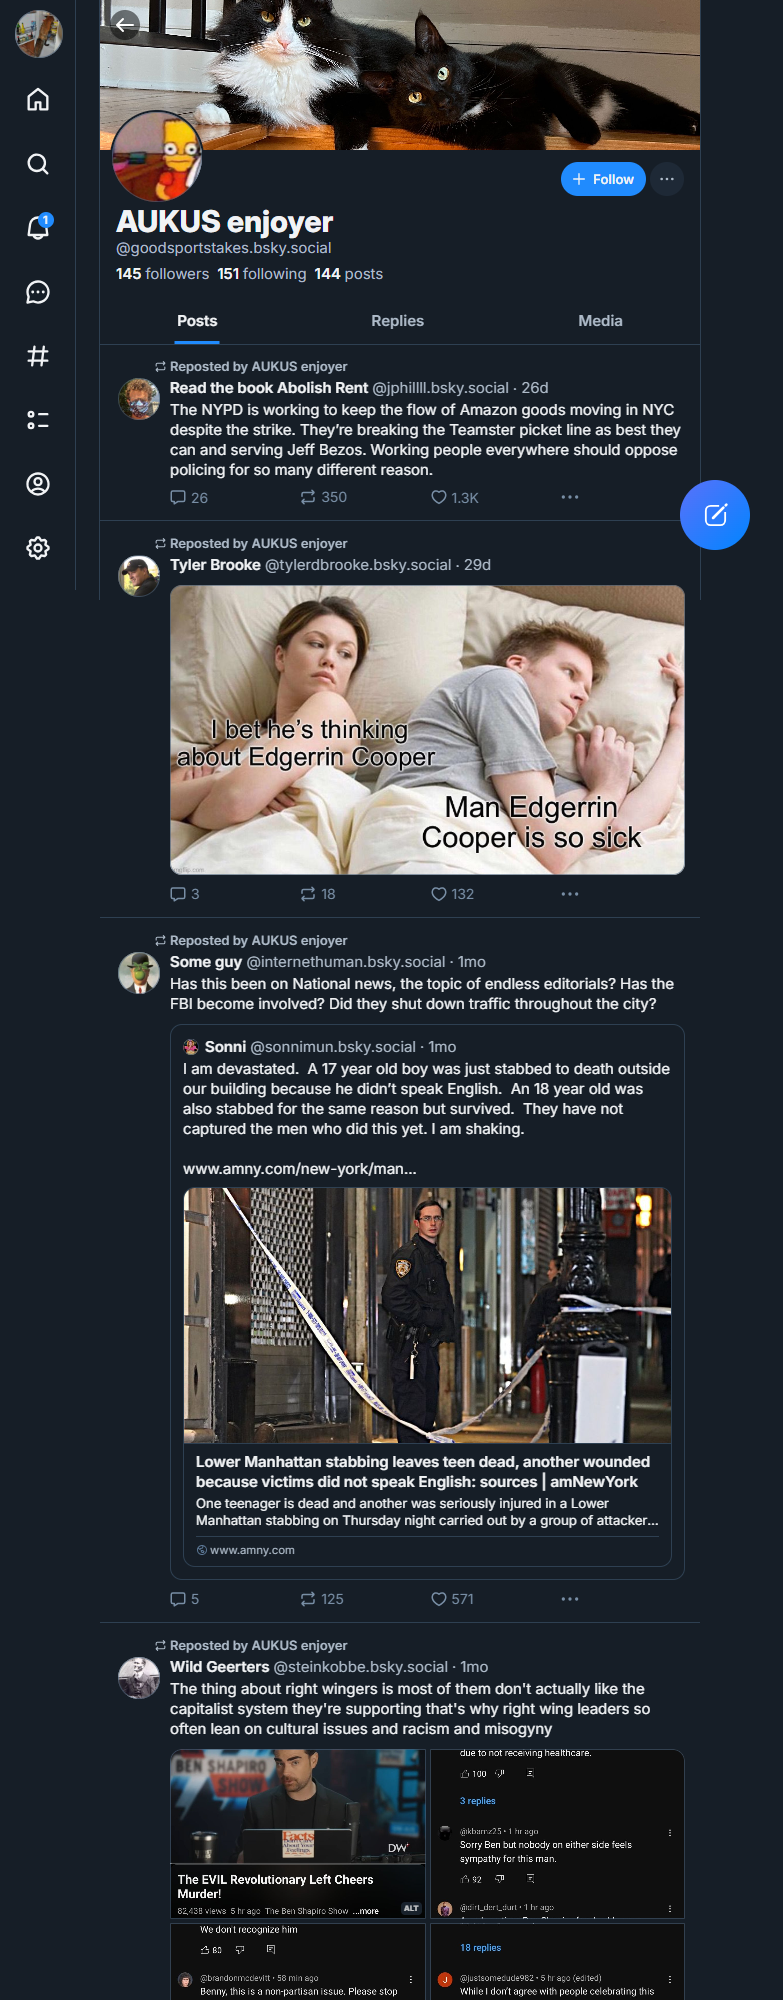 1
Follow
AUKUS enjoyer
@goodsportstakes.bsky.social
145 followers 151 following 144 posts
Posts
Replies
Media
Reposted by AUKUS enjoyer
Read the book Abolish Rent @jphillll.bsky.social · 26d
The NYPD is working to keep the flow of Amazon goods moving in NYC
despite the strike. They're breaking the Teamster picket line as best they
can and serving Jeff Bezos. Working people everywhere should oppose
policing for so many different reason.
26
350
1.3K
Reposted by AUKUS enjoyer
Tyler Brooke @tylerdbrooke.bsky.social · 29d
I bet he's thinking
about Edgerrin Cooper
Man Edgerrin
Cooper is so sick
3
18
132
Reposted by AUKUS enjoyer
Some guy @internethuman.bsky.social · 1mo
Has this been on National news, the topic of endless editorials? Has the
FBI become involved? Did they shut down traffic throughout the city?
Sonni @sonnimun.bsky.social · 1mo
I am devastated. A 17 year old boy was just stabbed to death outside
our building because he didn't speak English. An 18 year old was
also stabbed for the same reason but survived. They have not
captured the men who did this yet. I am shaking.
www.amny.com/new-york/man...
Lower Manhattan stabbing leaves teen dead, another wounded
because victims did not speak English: sources | amNewYork
One teenager is dead and another was seriously injured in a Lower
Manhattan stabbing on Thursday night carried out by a group of attacker...
www.amny.com
5
125
571
Reposted by AUKUS enjoyer
Wild Geerters @steinkobbe.bsky.social · 1mo
The thing about right wingers is most of them don't actually like the
capitalist system they're supporting that's why right wing leaders so
often lean on cultural issues and racism and misogyny
BEN SHAPIRO
SHOW
Facts
DW+
The EVIL Revolutionary Left Cheers
Murder!
82,438 views 5 hr ago The Ben Shapiro Show ...more
ALT
due to not receiving healthcare.
100
3 replies
@kbamz25 · 1 hr ago
Sorry Ben but nobody on either side feels
sympathy for this man.
92
@dirt_dert_durt · 1 hr ago
We don't recognize him
80
@brandonmcdevitt · 58 min ago
Benny, this is a non-partisan issue. Please stop
18 replies
J
@justsomedude982 · 5 hr ago (edited)
While I don't agree with people celebrating this